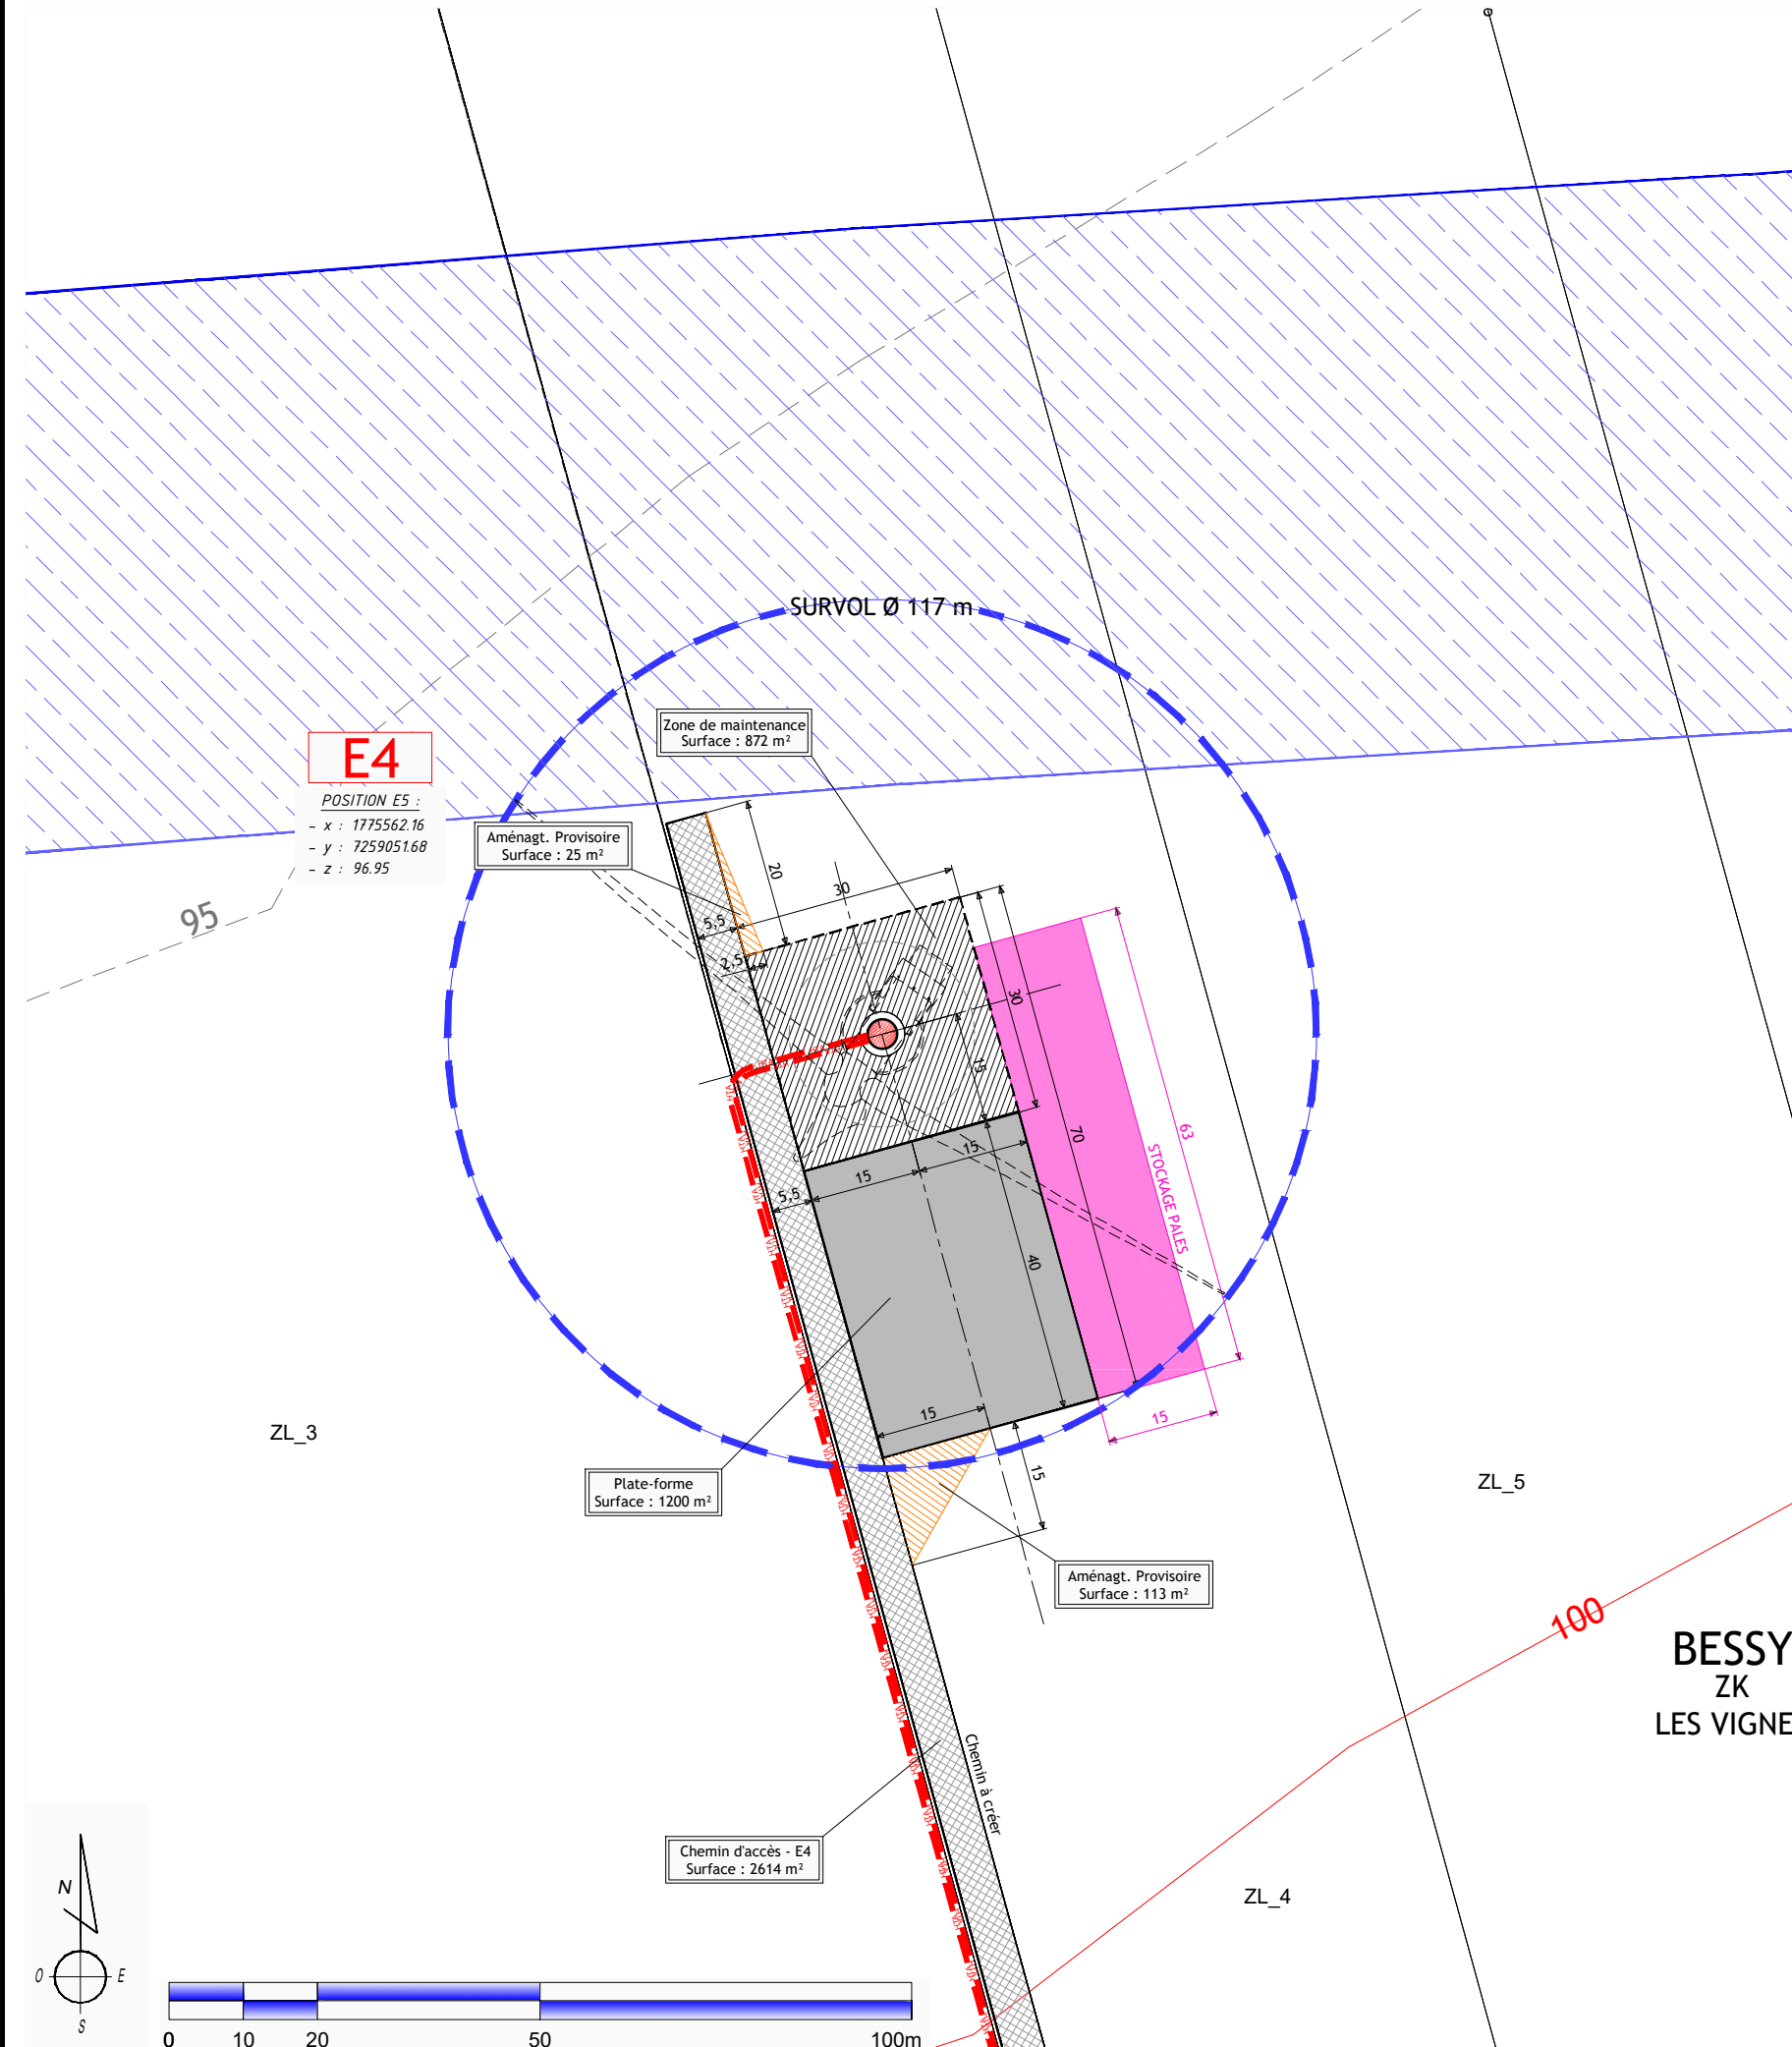 SURVOL Ø 117 m
Zone de maintenance
Surface : 872 m²
E4
POSITION E5 :
- x : 1775562.16
- y : 7259051.68
- z : 96.95
Aménagt. Provisoire
Surface : 25 m²
95
20
30
5,5
2,5
30
15
70
63
STOCKAGE PALES
15
15
5,5
40
15
15
15
HTA
ZL_3
Plate-forme
Surface : 1200 m²
ZL_5
Aménagt. Provisoire
Surface : 113 m²
100
BESSY
ZK
LES VIGNE
Chemin à créer
Chemin d'accès - E4
Surface : 2614 m²
ZL_4
N
O
E
S
0
10
20
50
100m